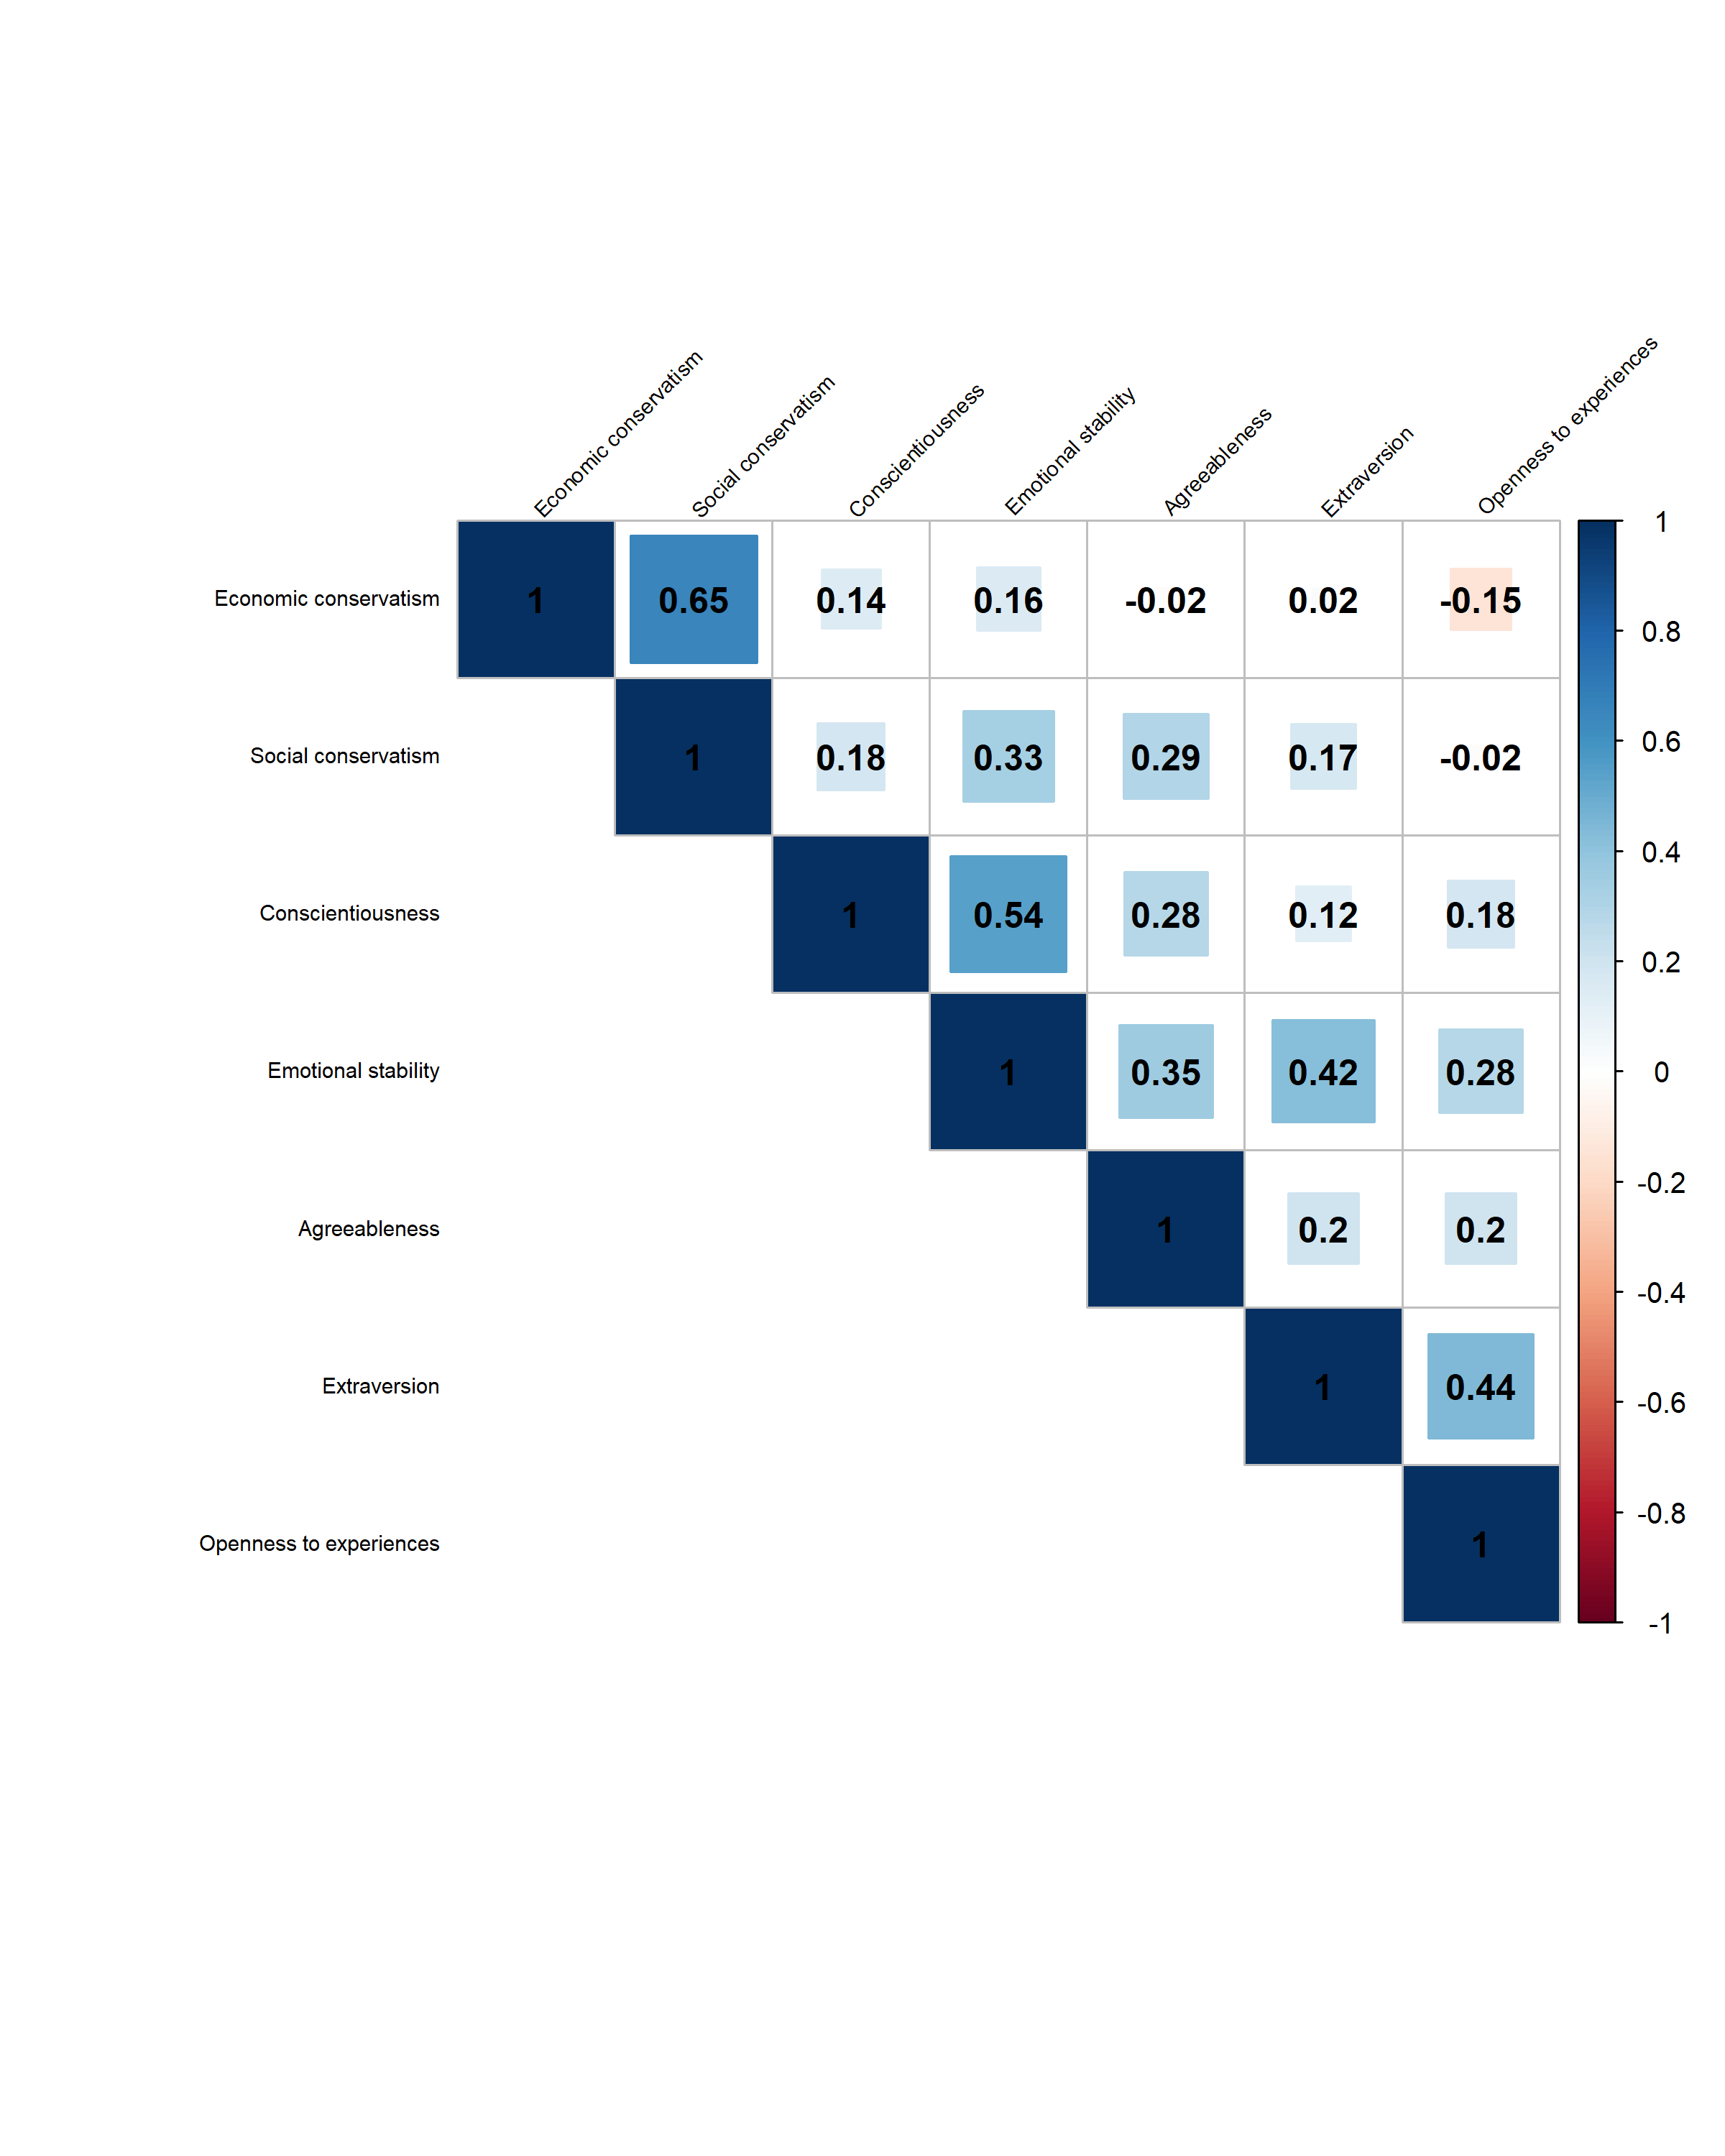 Economic conservatism
Social conservatism
Conscientiousness
Emotional stability
Agreeableness
Extraversion
Openness to experiences
Economic conservatism 1 0.65 0.14 0.16 -0.02 0.02 -0.15
Social conservatism 1 0.18 0.33 0.29 0.17 -0.02
Conscientiousness 1 0.54 0.28 0.12 0.18
Emotional stability 1 0.35 0.42 0.28
Agreeableness 1 0.2 0.2
Extraversion 1 0.44
Openness to experiences 1
1
0.8
0.6
0.4
0.2
0
-0.2
-0.4
-0.6
-0.8
-1